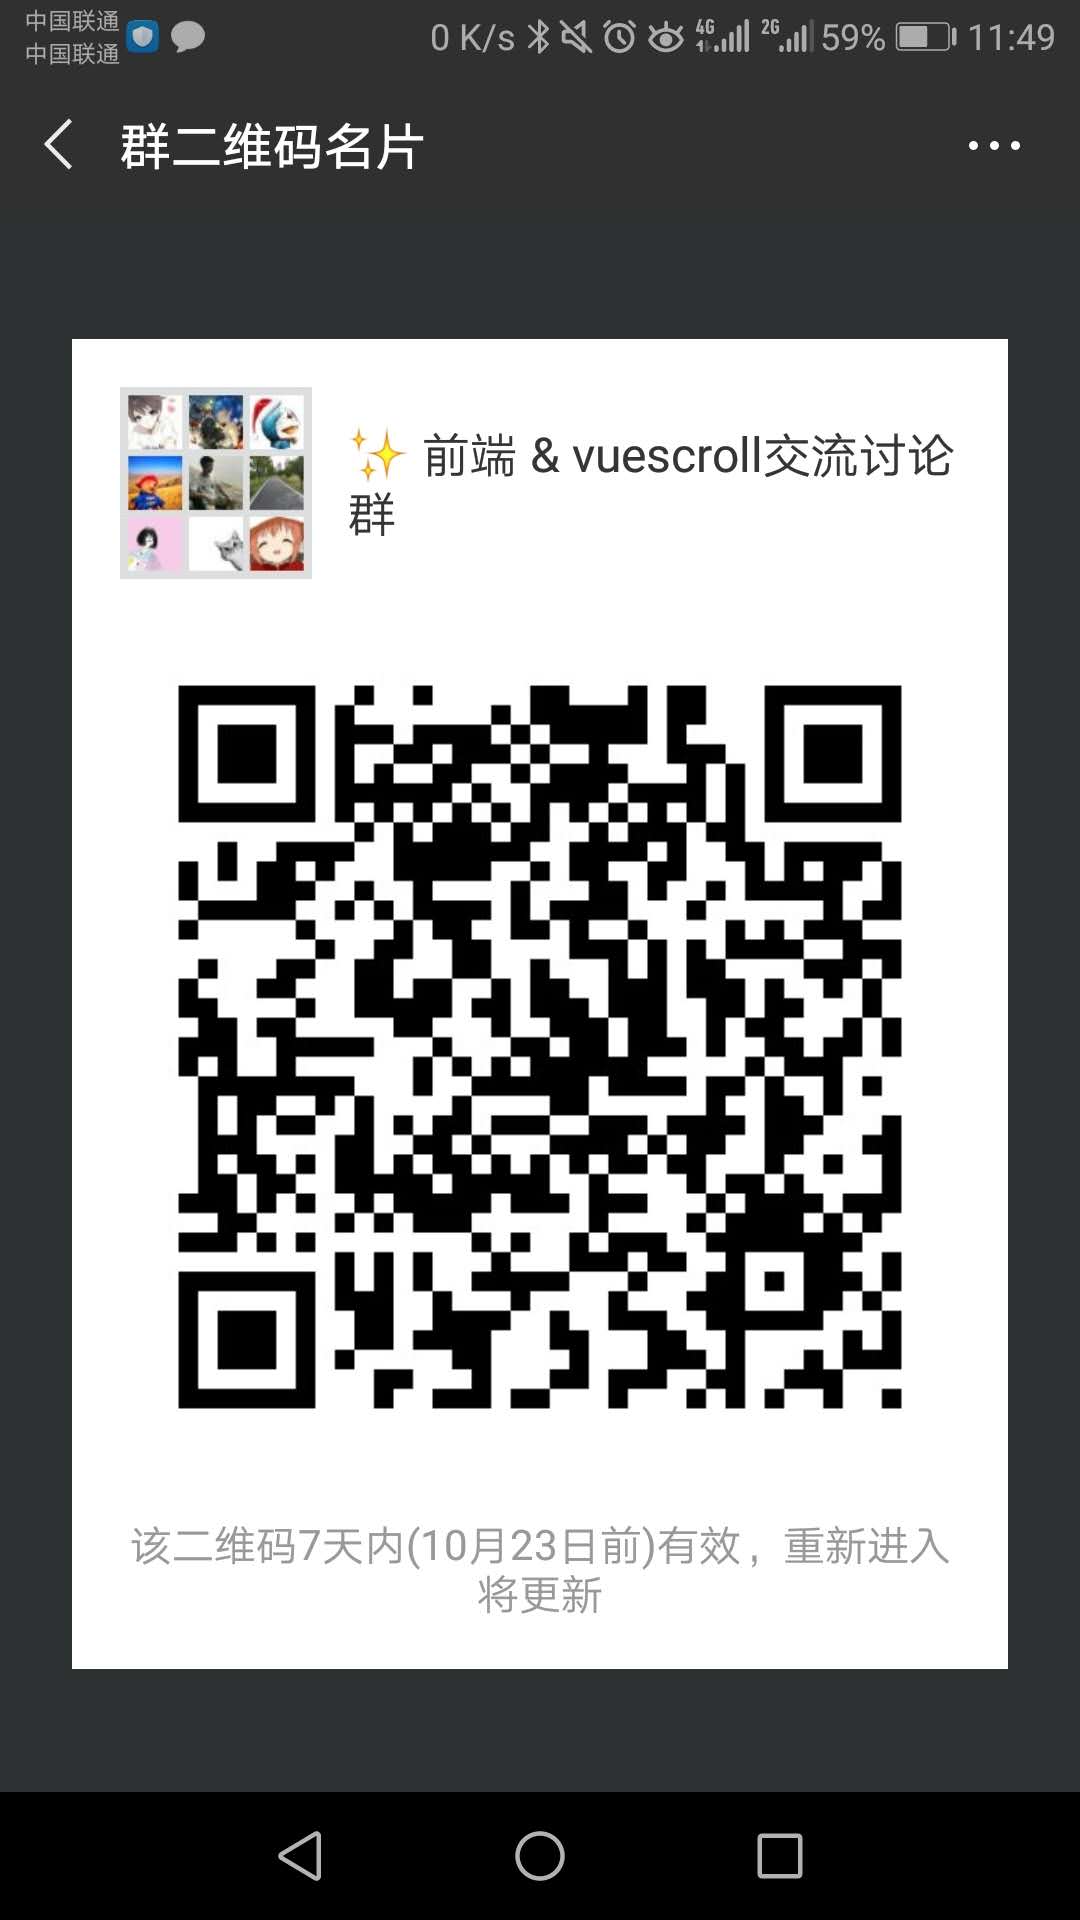 中国联通
中国联通
0 K/s 4G 2G 59% 11:49
群二维码名片
✨ 前端 & vuescroll交流讨论
群
该二维码7天内(10月23日前)有效，重新进入
将更新